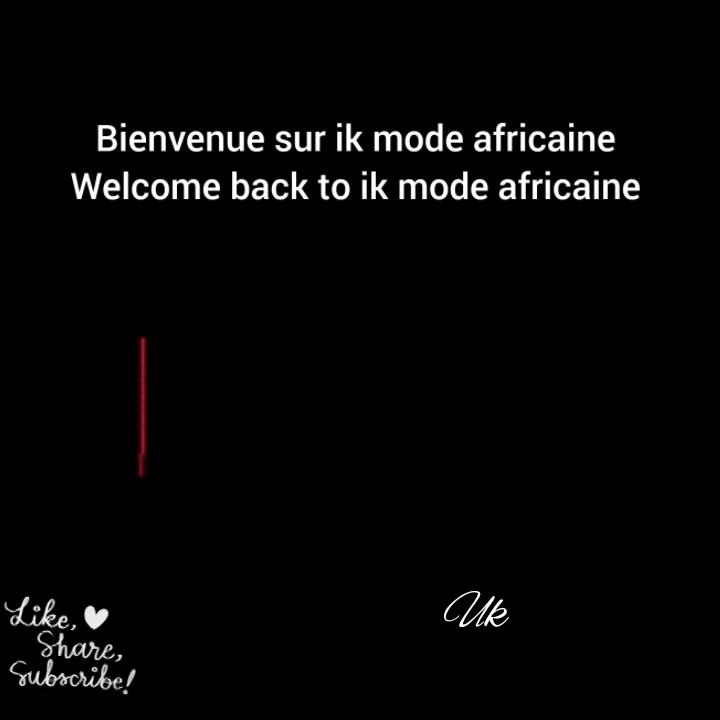 Bienvenue sur ik mode africaine
Welcome back to ik mode africaine
Like,
Share,
Subscribe!
Uk